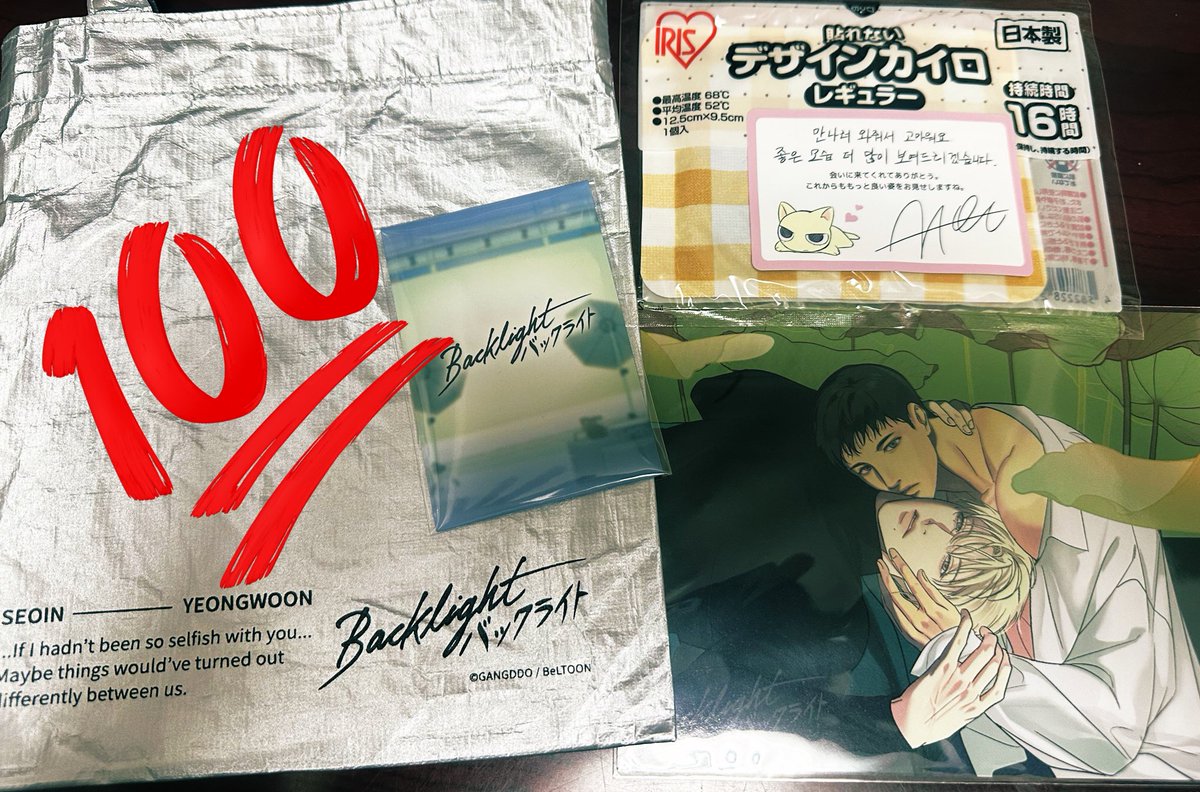 100
Backlight
バックライト
SEOIN
YEONGWOON
...If I hadn't been so selfish with you...
Maybe things would've turned out
differently between us.
Backlight
バックライト
©GANGDDO / BeLTOON
IRIS
貼れない
デザインカイロ
レギュラー
日本製
●最高温度 68℃
●平均温度 52℃
●12.5cm×9.5cm
1個入
持続時間
16時間
만나러 와줘서 고마워요
좋은 모습 더 많이 보여드리겠습니다.
会いに来てくれてありがとう。
これからももっと良い姿をお見せしますね。